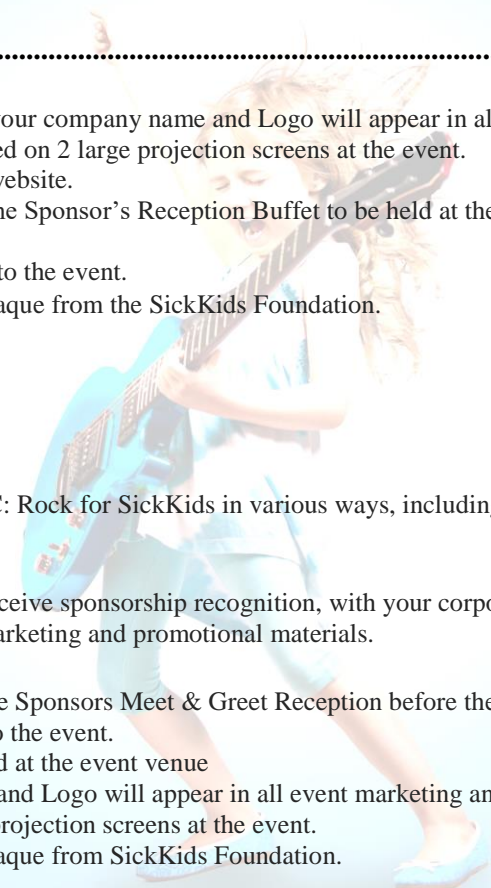 our company name and Logo will appear in al
ed on 2 large projection screens at the event.
website.
he Sponsor’s Reception Buffet to be held at the
to the event.
aque from the SickKids Foundation.
: Rock for SickKids in various ways, including
ceive sponsorship recognition, with your corpo
arketing and promotional materials.
e Sponsors Meet & Greet Reception before the
o the event.
d at the event venue
and Logo will appear in all event marketing an
projection screens at the event.
aque from SickKids Foundation.